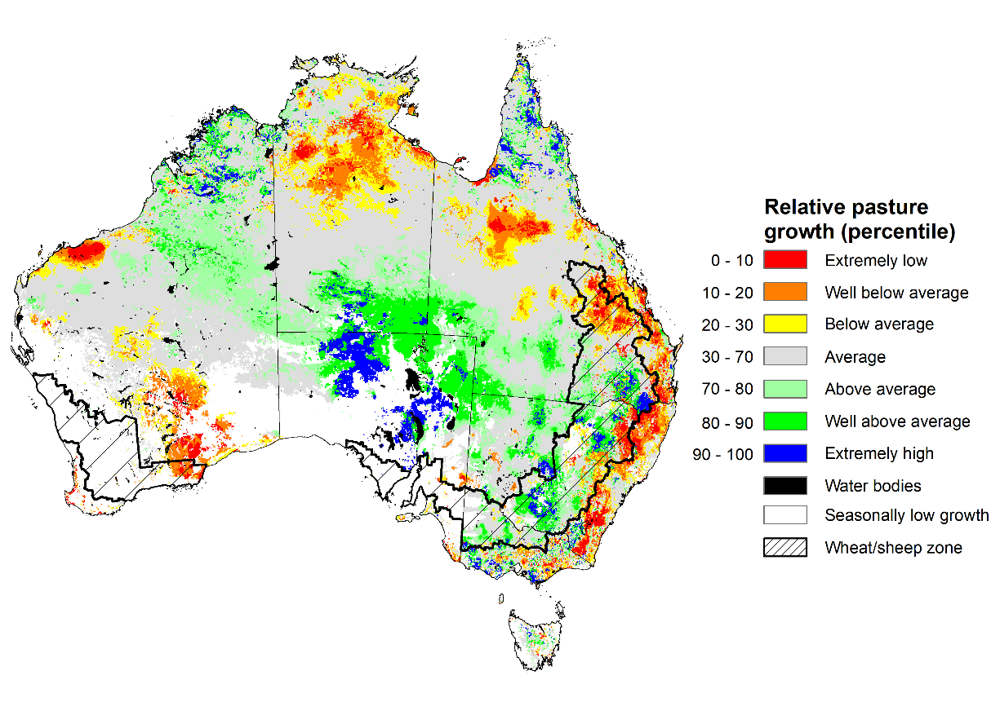 Relative pasture
growth (percentile)
0 - 10 Extremely low
10 - 20 Well below average
20 - 30 Below average
30 - 70 Average
70 - 80 Above average
80 - 90 Well above average
90 - 100 Extremely high
Water bodies
Seasonally low growth
Wheat/sheep zone